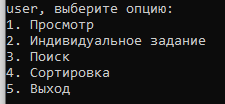 user, выберите опцию:
1. Просмотр
2. Индивидуальное задание
3. Поиск
4. Сортировка
5. Выход